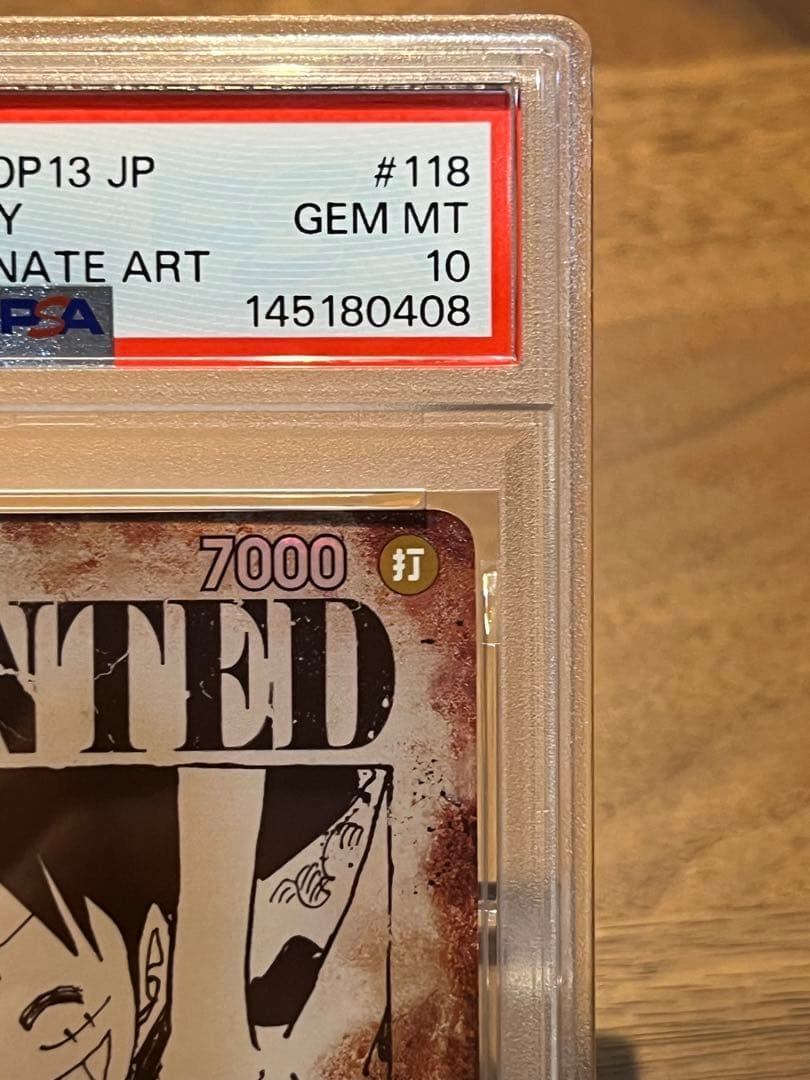 OP13 JP #118
Y GEM MT
NATE ART 10
PSA 145180408
7000 打
NTED